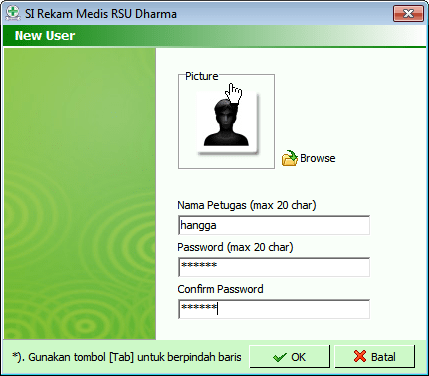 SI Rekam Medis RSU Dharma
New User
Picture
Browse
Nama Petugas (max 20 char)
hangga
Password (max 20 char)
******
Confirm Password
******
*). Gunakan tombol [Tab] untuk berpindah baris
OK
Batal